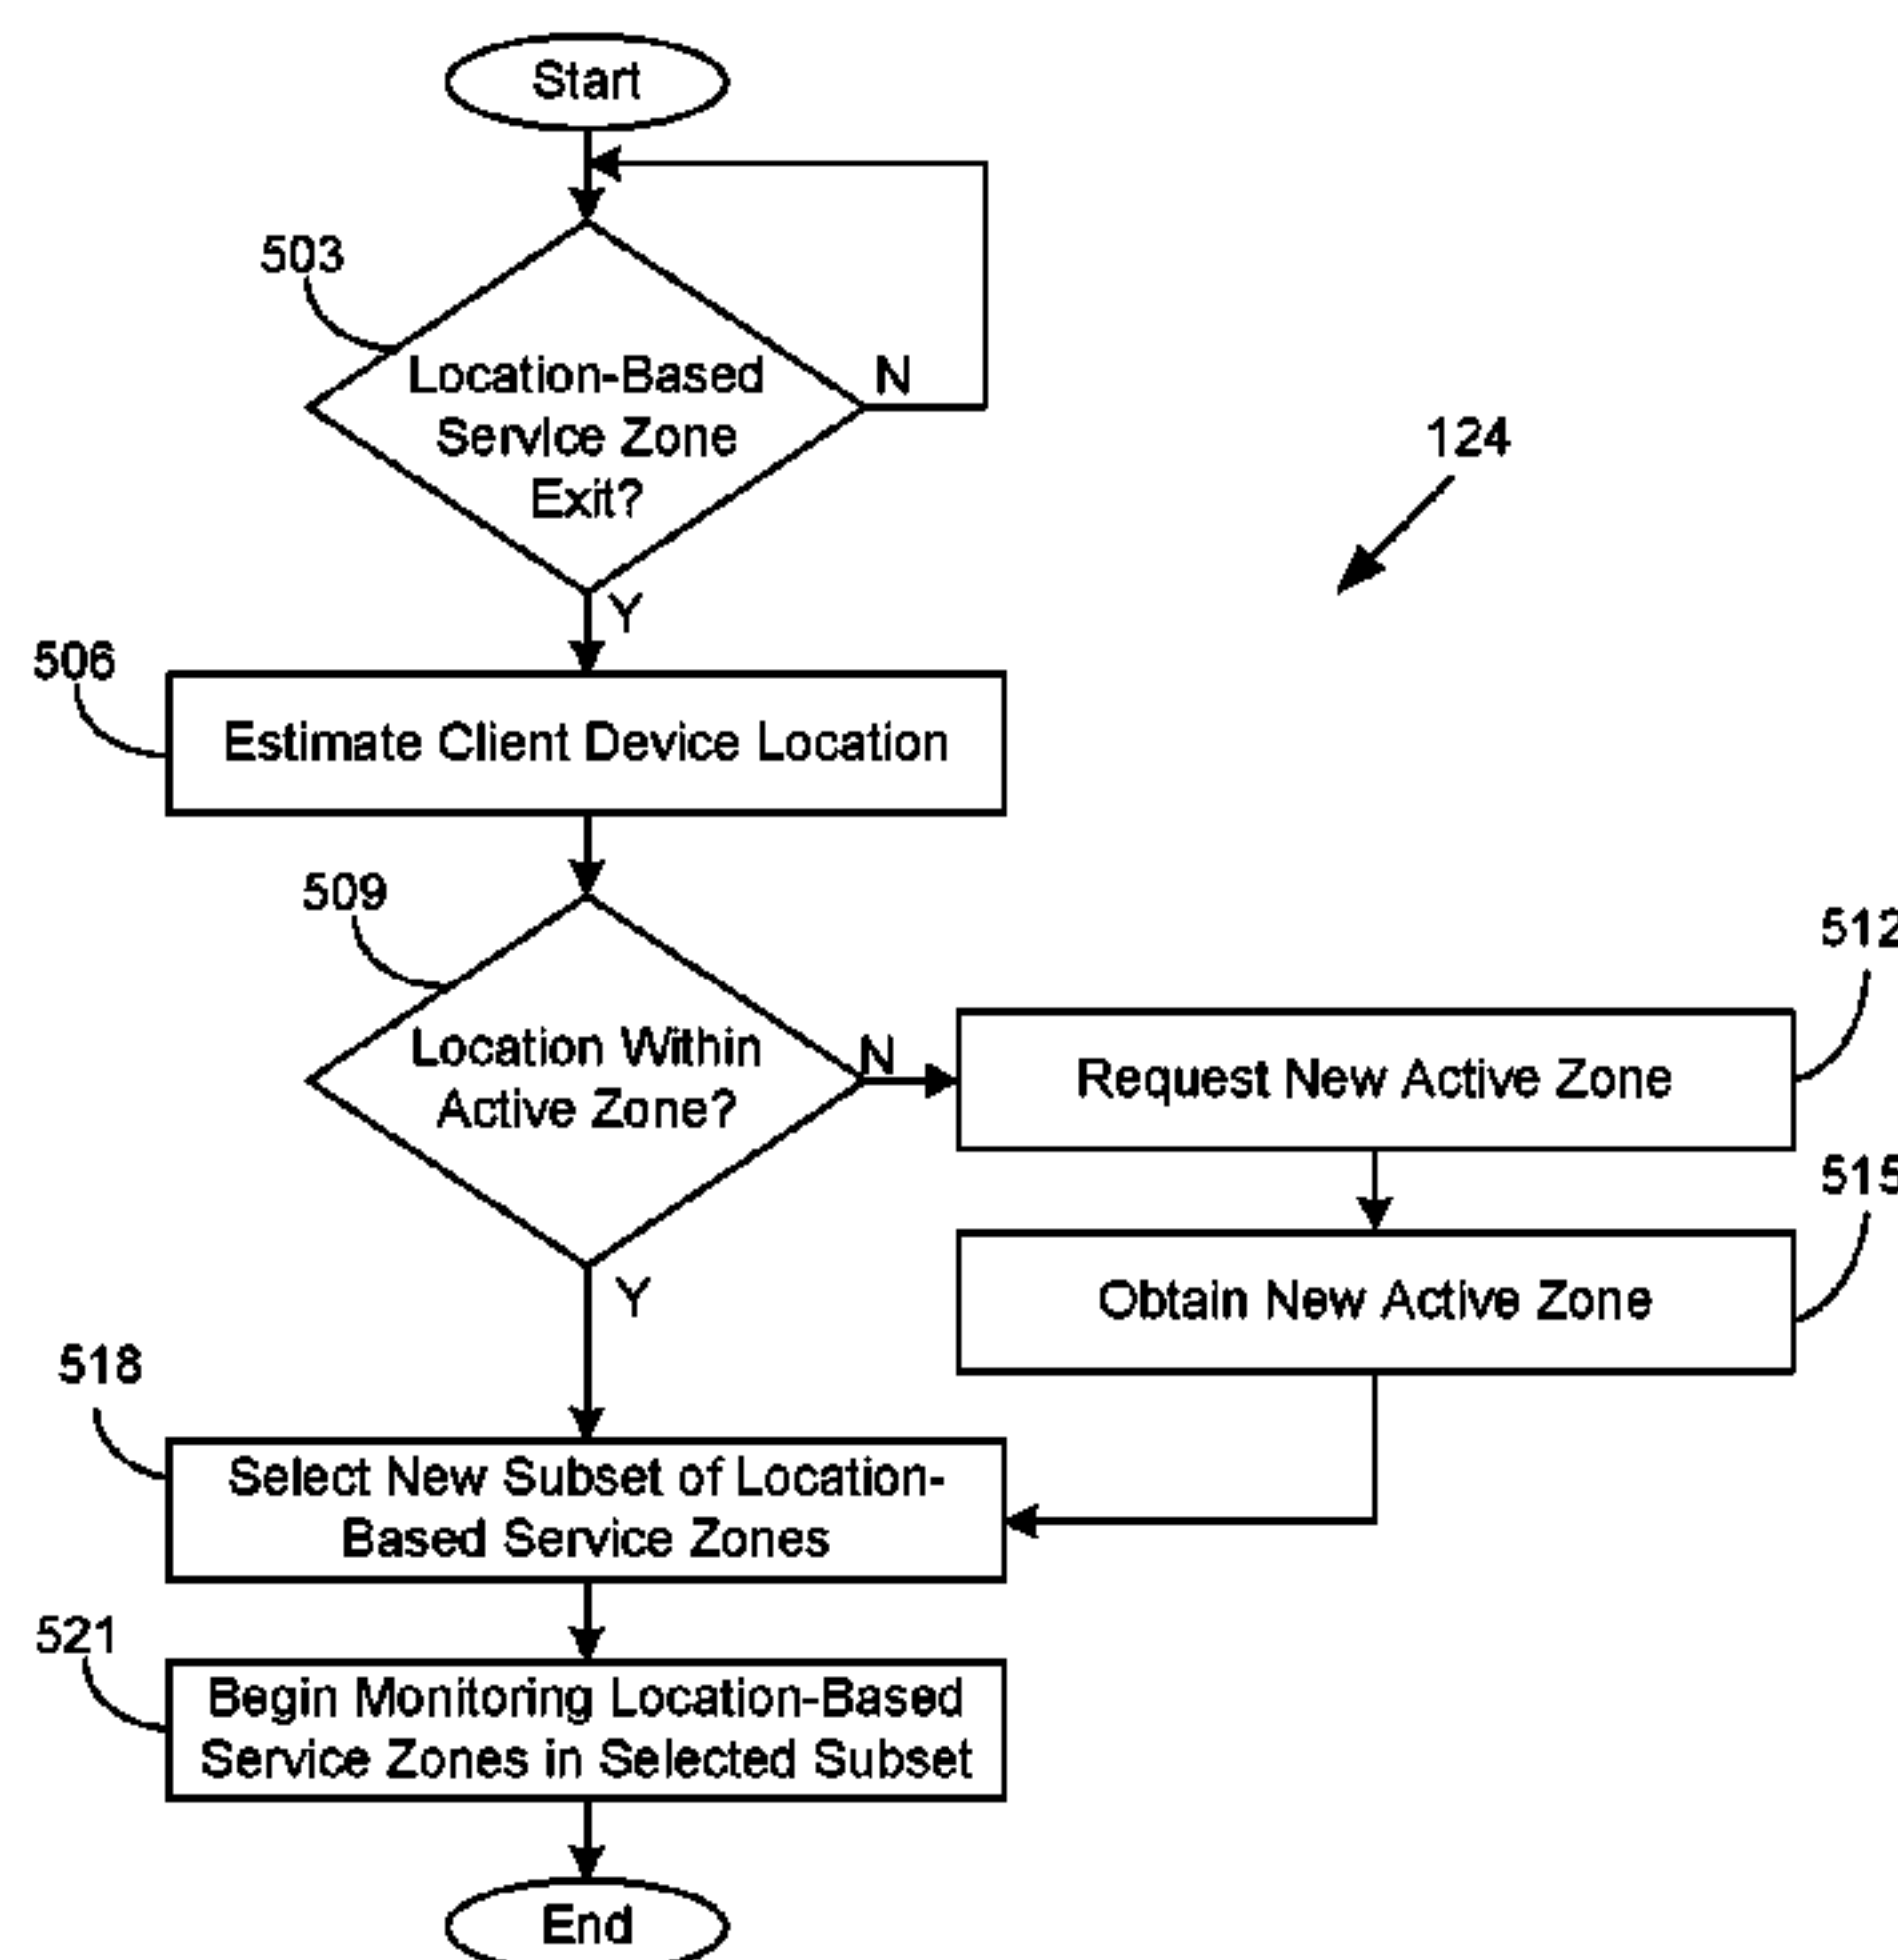 Start
503
Location-Based
Service Zone
Exit?
N
124
Y
506
Estimate Client Device Location
509
Location Within
Active Zone?
N
512
Request New Active Zone
515
Obtain New Active Zone
Y
518
Select New Subset of Location-
Based Service Zones
521
Begin Monitoring Location-Based
Service Zones in Selected Subset
End